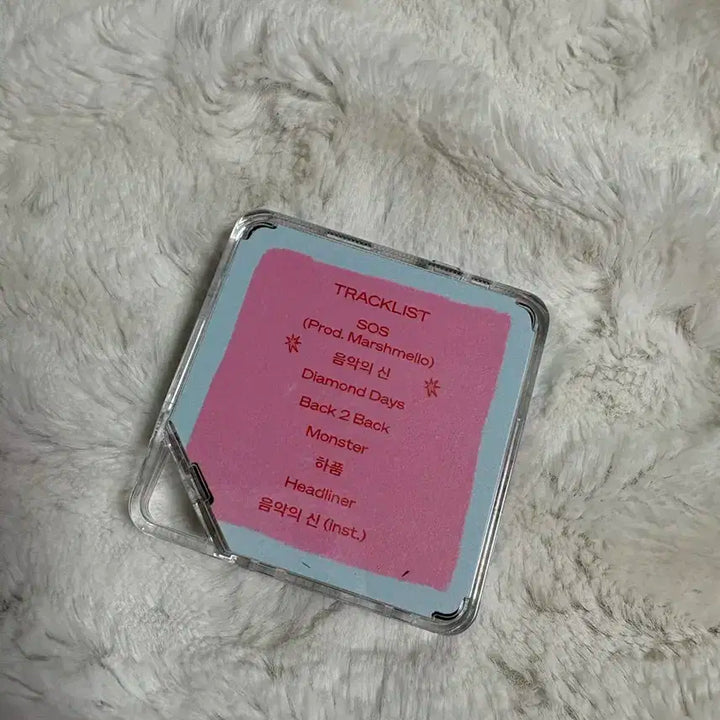 TRACKLIST
SOS
(Prod. Marshmello)
음악의 신
Diamond Days
Back 2 Back
Monster
하품
Headliner
음악의 신 (Inst.)